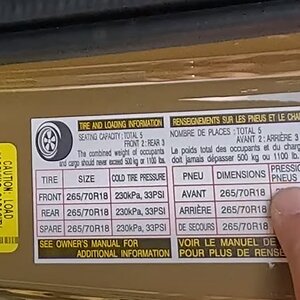 TIRE AND LOADING INFORMATION
SEATING CAPACITY: TOTAL 5
FRONT 2: REAR 3
The combined weight of occupants
and cargo should never exceed 500 kg or 1100 lbs.
TIRE SIZE COLD TIRE PRESSURE
FRONT 265/70R18 230kPa, 33PSI
REAR 265/70R18 230kPa, 33PSI
SPARE 265/70R18 230kPa, 33PSI
SEE OWNER'S MANUAL FOR
ADDITIONAL INFORMATION
RENSEIGNEMENTS SUR LES PNEUS ET LE CHA
NOMBRE DE PLACES : TOTAL 5
AVANT 2: ARRIÈRE 3
Le poids total des occupants et du
doit jamais dépasser 500 kg ou 1100
PNEU DIMENSIONS PRESSION
PNEUS
AVANT 265/70R18
ARRIÈRE 265/70R18
DE SECOURS 265/70R18
VOIR LE MANUEL DE
POUR PLUS DE RENS
CAUTION: LOAD